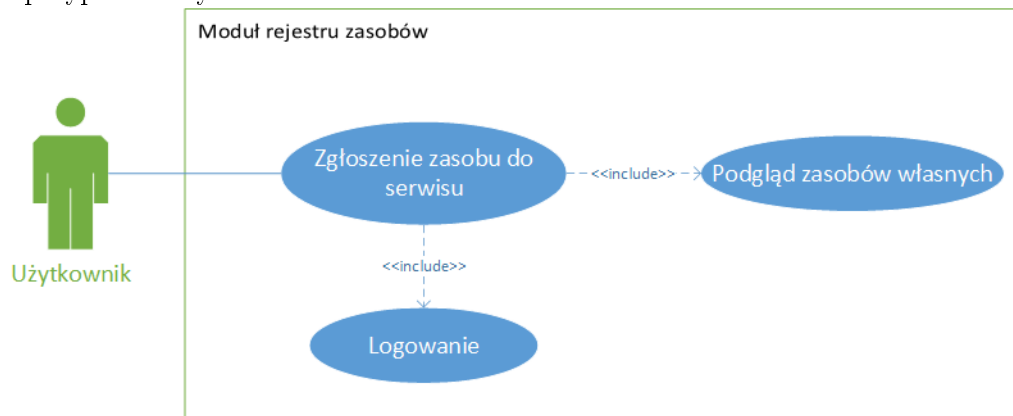 Moduł rejestru zasobów
Zgłoszenie zasobu do
serwisu
<<include>>
Podgląd zasobów własnych
<<include>>
Użytkownik
Logowanie